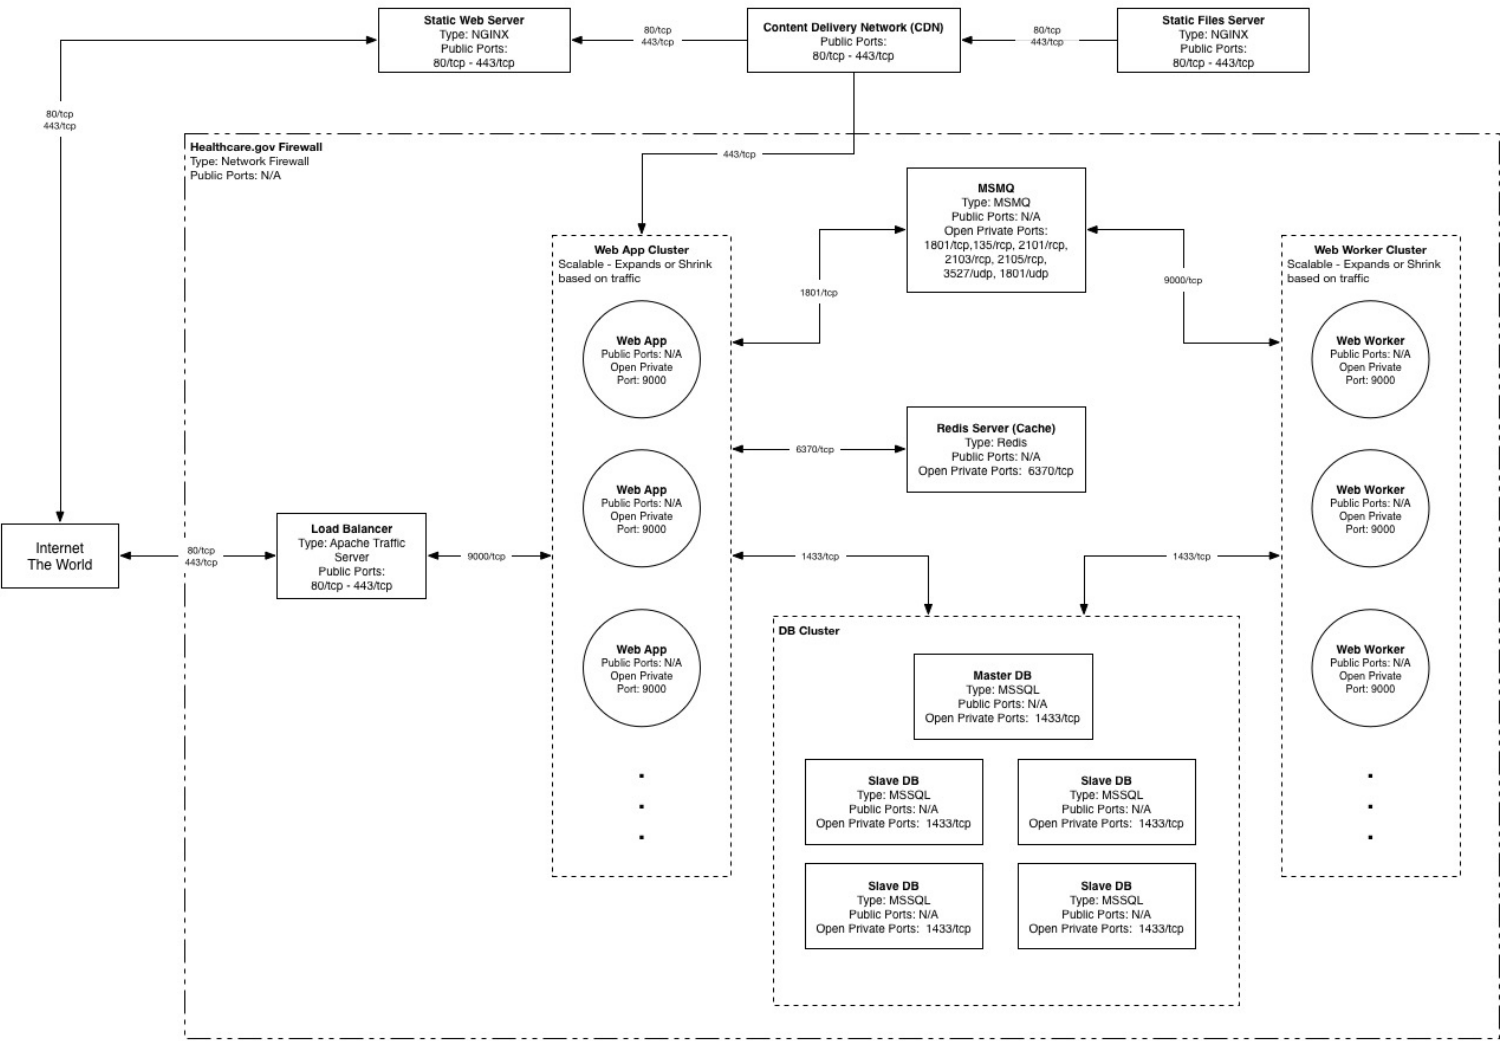 Static Web Server
Type: NGINX
Public Ports:
80/tcp - 443/tcp
80/tcp
443/tcp
Content Delivery Network (CDN)
Public Ports:
80/tcp - 443/tcp
80/tcp
443/tcp
Static Files Server
Type: NGINX
Public Ports:
80/tcp - 443/tcp
80/tcp
443/tcp
Healthcare.gov Firewall
Type: Network Firewall
Public Ports: N/A
443/tcp
MSMQ
Type: MSMQ
Public Ports: N/A
Open Private Ports:
1801/tcp,135/rcp, 2101/rcp,
2103/rcp, 2105/rcp,
3527/udp, 1801/udp
Web App Cluster
Scalable - Expands or Shrink
based on traffic
1801/tcp
9000/tcp
Web Worker Cluster
Scalable - Expands or Shrink
based on traffic
Web App
Public Ports: N/A
Open Private
Port: 9000
Web Worker
Public Ports: N/A
Open Private
Port: 9000
6370/tcp
Redis Server (Cache)
Type: Redis
Public Ports: N/A
Open Private Ports:  6370/tcp
Web App
Public Ports: N/A
Open Private
Port: 9000
Web Worker
Public Ports: N/A
Open Private
Port: 9000
Internet
The World
80/tcp
443/tcp
Load Balancer
Type: Apache Traffic
Server
Public Ports:
80/tcp - 443/tcp
9000/tcp
1433/tcp
1433/tcp
Web App
Public Ports: N/A
Open Private
Port: 9000
Web Worker
Public Ports: N/A
Open Private
Port: 9000
DB Cluster
Master DB
Type: MSSQL
Public Ports: N/A
Open Private Ports:  1433/tcp
Slave DB
Type: MSSQL
Public Ports: N/A
Open Private Ports:  1433/tcp
Slave DB
Type: MSSQL
Public Ports: N/A
Open Private Ports:  1433/tcp
Slave DB
Type: MSSQL
Public Ports: N/A
Open Private Ports:  1433/tcp
Slave DB
Type: MSSQL
Public Ports: N/A
Open Private Ports:  1433/tcp